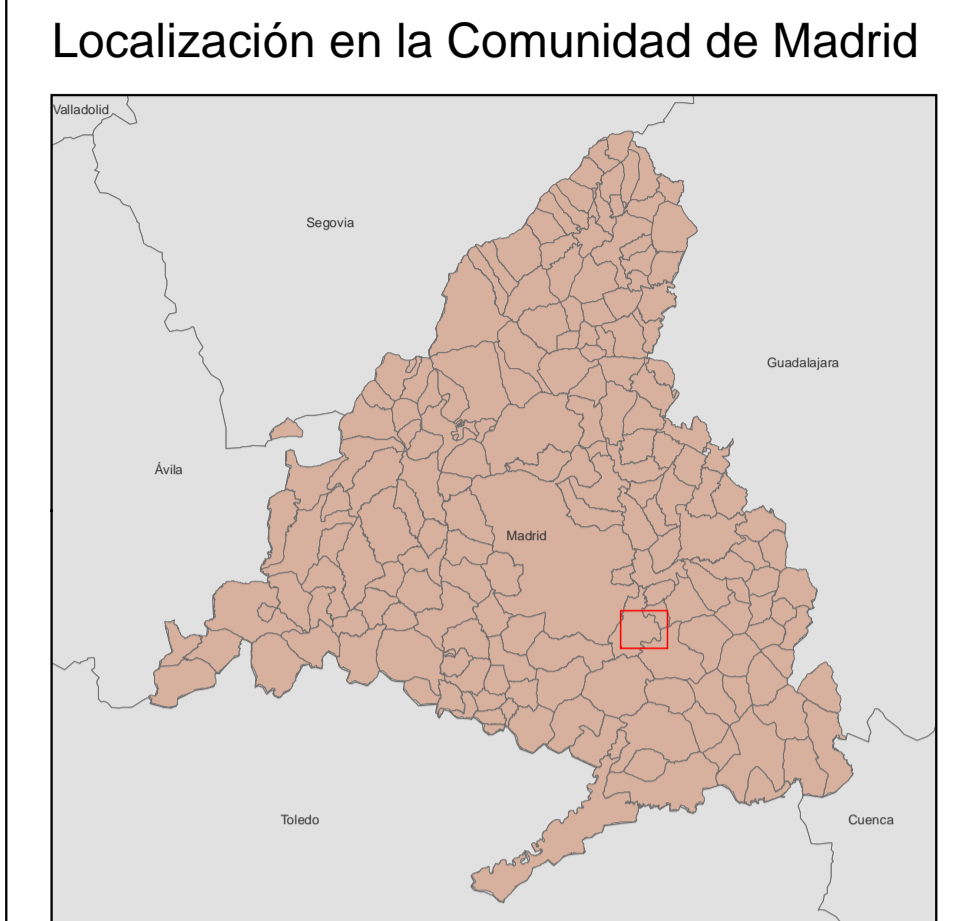 Localización en la Comunidad de Madrid
Valladolid
Segovia
Guadalajara
Ávila
Madrid
Toledo
Cuenca